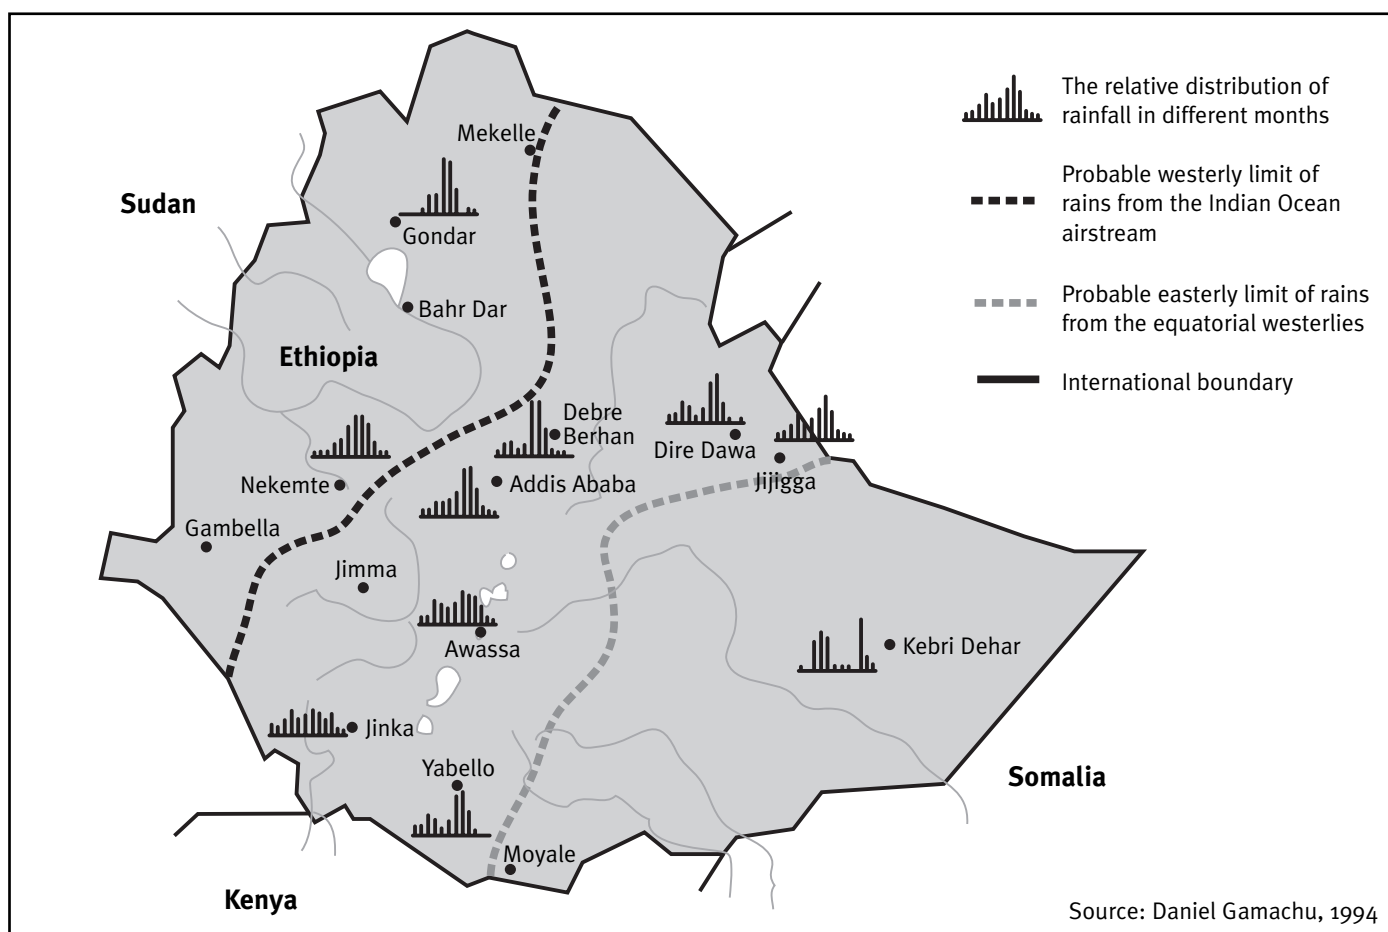 The relative distribution of
rainfall in different months
Mekelle
Probable westerly limit of
rains from the Indian Ocean
airstream
Sudan
Gondar
Probable easterly limit of rains
from the equatorial westerlies
Bahr Dar
Ethiopia
International boundary
Debre
Berhan
Dire Dawa
Jijigga
Nekemte
Addis Ababa
Gambella
Jimma
Awassa
Kebri Dehar
Jinka
Yabello
Somalia
Moyale
Kenya
Source: Daniel Gamachu, 1994